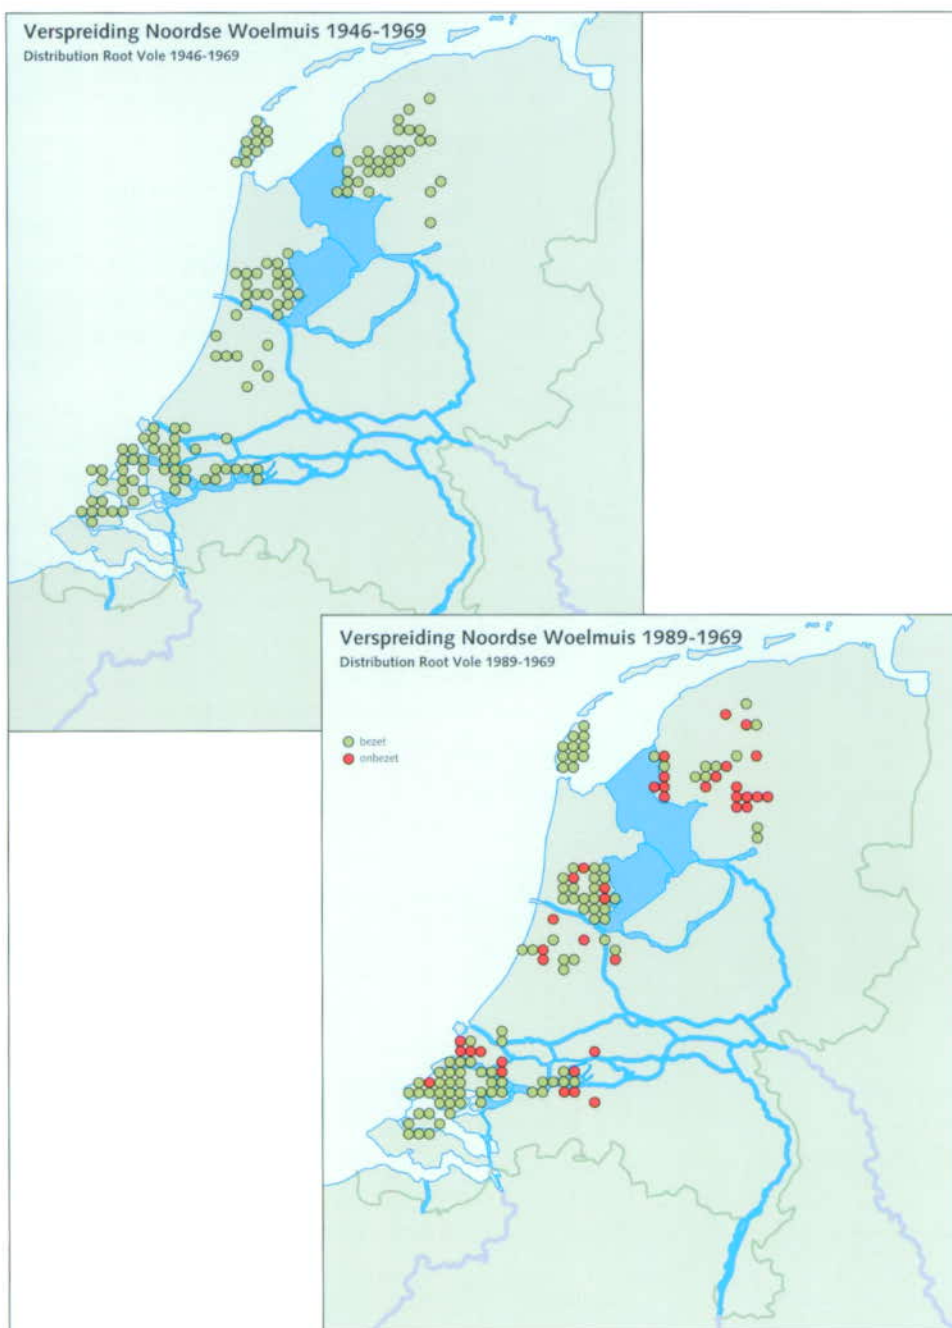 Verspreiding Noordse Woelmuis 1946-1969
Distribution Root Vole 1946-1969
Verspreiding Noordse Woelmuis 1989-1969
Distribution Root Vole 1989-1969
bezet
onbezet